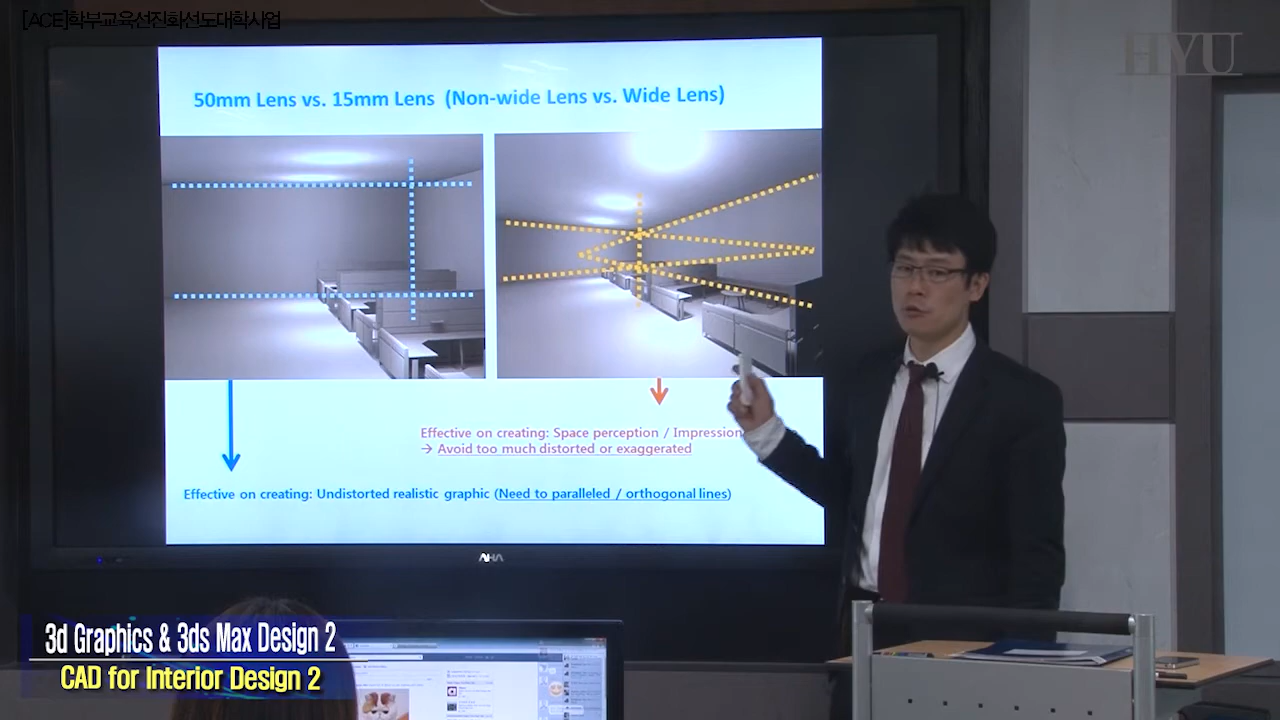 [ACE]학부교육선진화선도대학사업
HYU
50mm Lens vs. 15mm Lens (Non-wide Lens vs. Wide Lens)
Effective on creating: Space perception / Impression
→ Avoid too much distorted or exaggerated
Effective on creating: Undistorted realistic graphic (Need to paralleled / orthogonal lines)
AHA
3d Graphics & 3ds Max Design 2
CAD for Interior Design 2